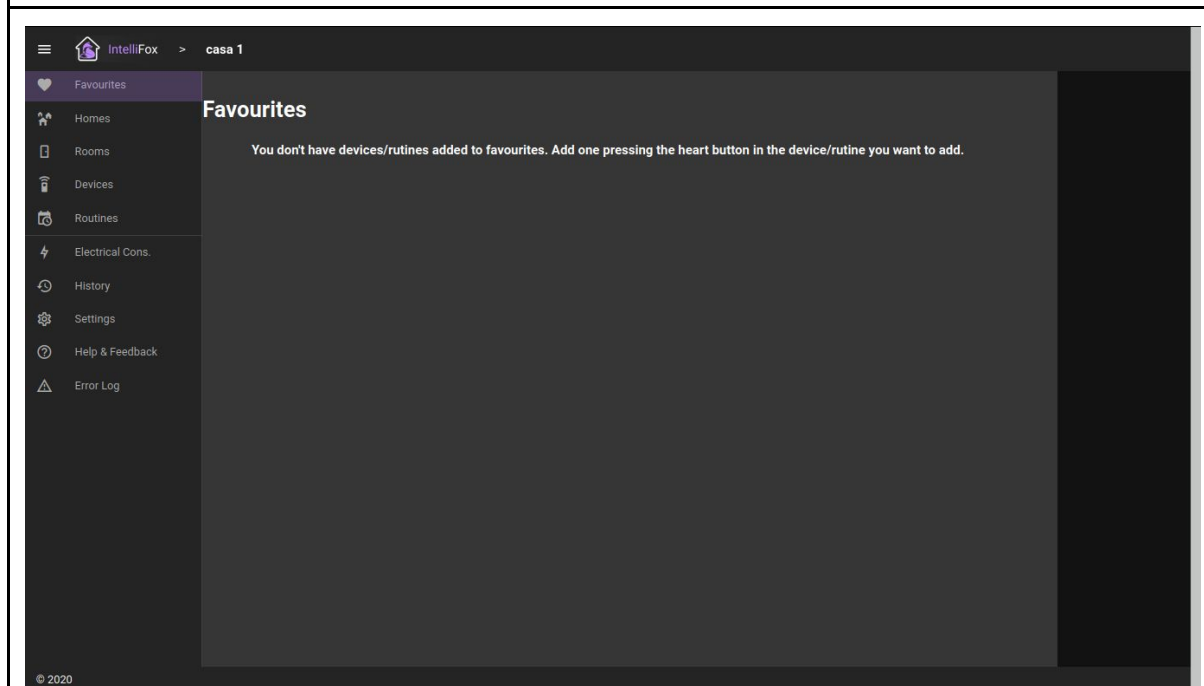 IntelliFox > casa 1
Favourites
Homes
Rooms
Devices
Routines
Electrical Cons.
History
Settings
Help & Feedback
Error Log
Favourites
You don't have devices/rutines added to favourites. Add one pressing the heart button in the device/rutine you want to add.
© 2020